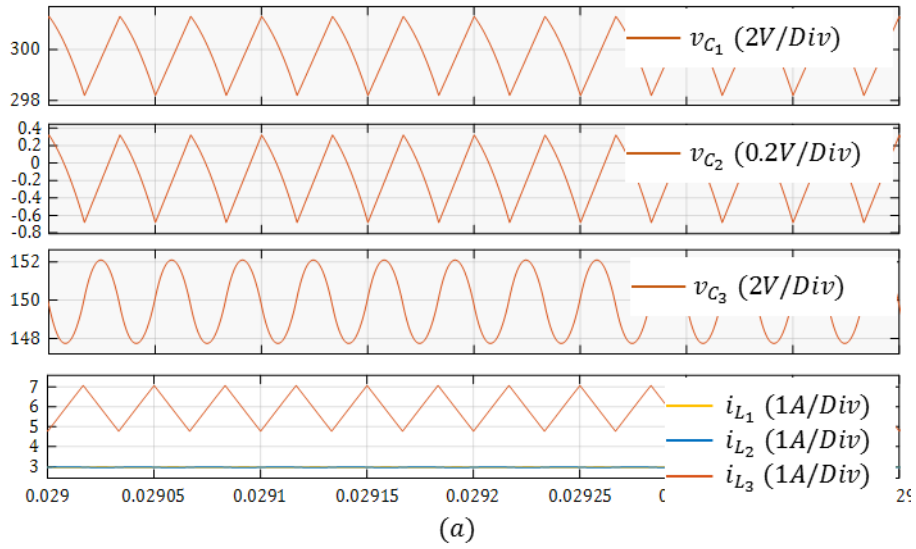 300
298
v_{C_1} (2V/Div)
0.4
0.2
0
-0.2
-0.4
-0.6
-0.8
v_{C_2} (0.2V/Div)
152
150
148
v_{C_3} (2V/Div)
7
6
5
4
3
i_{L_1} (1A/Div)
i_{L_2} (1A/Div)
i_{L_3} (1A/Div)
0.029 0.02905 0.0291 0.02915 0.0292 0.02925 0 29
(a)